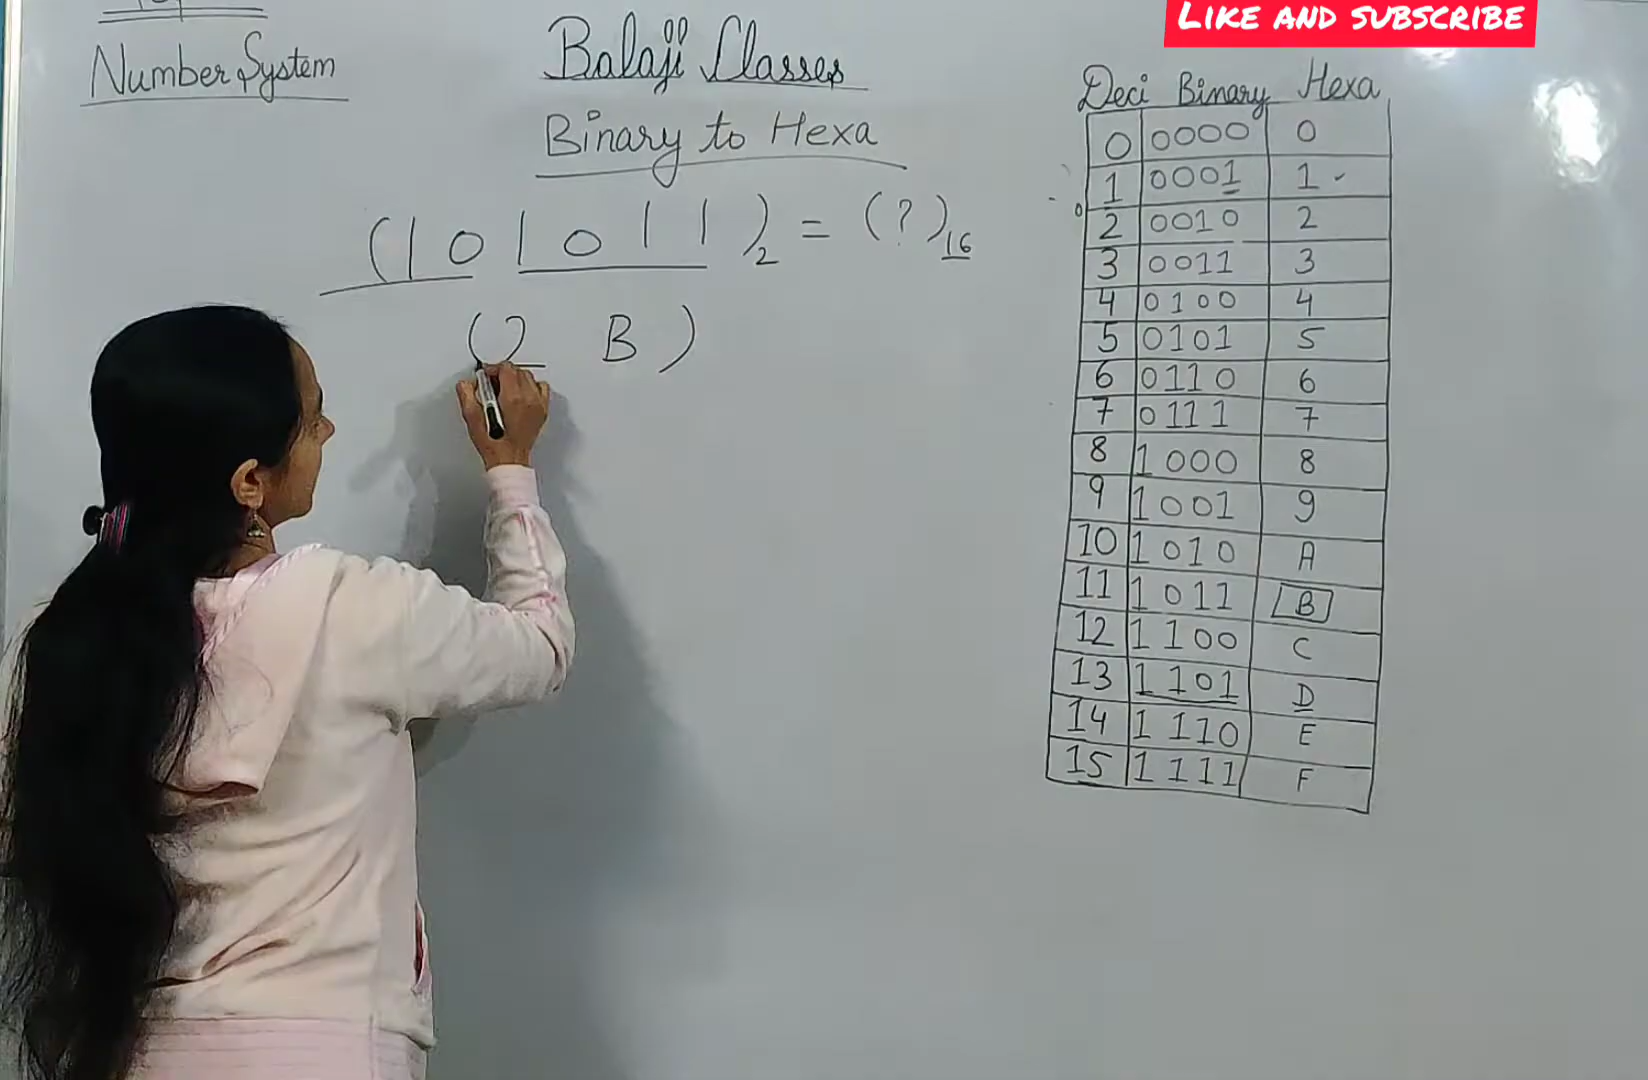 LIKE AND SUBSCRIBE
Number System
Balaji Classes
Binary to Hexa
(101011)2 = (?)16
(2 B)
Deci Binary Hexa
0 0000 0
1 0001 1
2 0010 2
3 0011 3
4 0100 4
5 0101 5
6 0110 6
7 0111 7
8 1000 8
9 1001 9
10 1010 A
11 1011 B
12 1100 C
13 1101 D
14 1110 E
15 1111 F